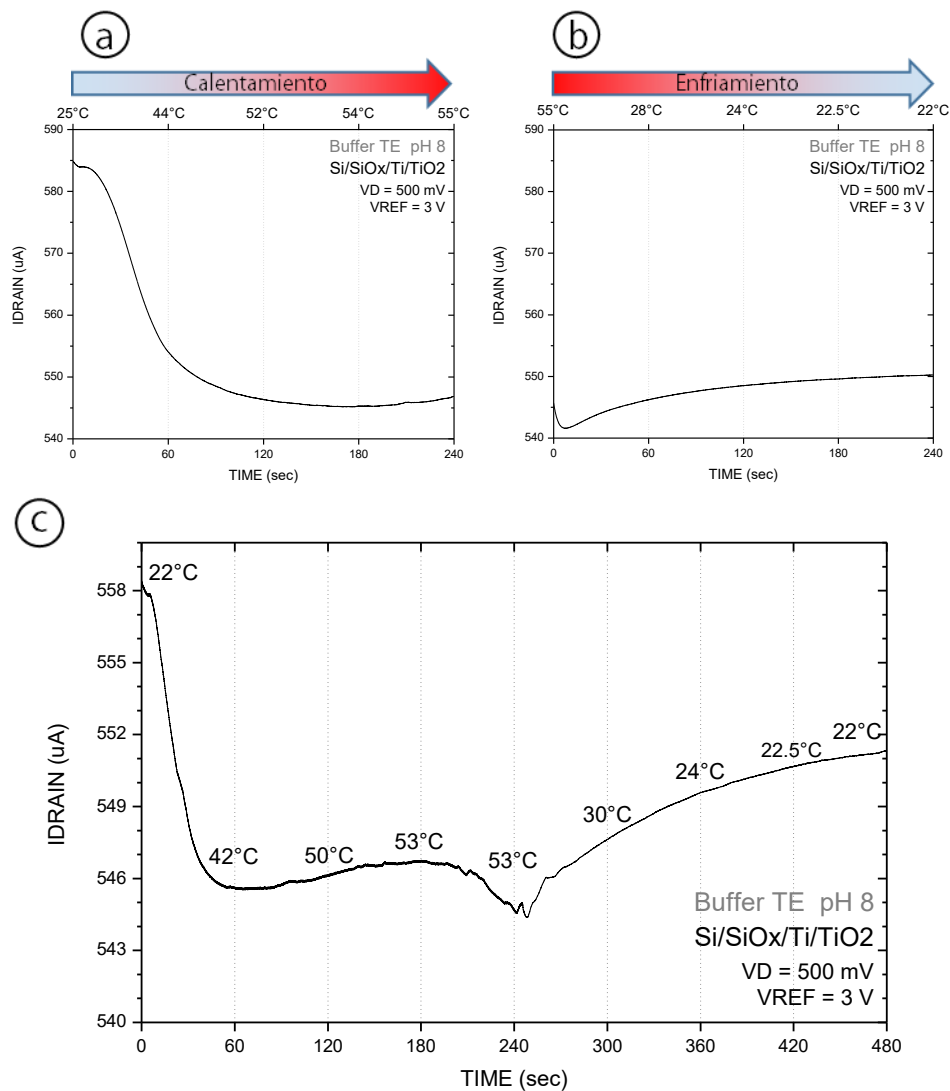 a
Calentamiento
25°C 44°C 52°C 54°C 55°C
590
580
570
560
550
540
IDRAIN (uA)
Buffer TE pH 8
Si/SiOx/Ti/TiO2
VD = 500 mV
VREF = 3 V
0 60 120 180 240
TIME (sec)
b
Enfriamiento
55°C 28°C 24°C 22.5°C 22°C
590
580
570
560
550
540
IDRAIN (uA)
Buffer TE pH 8
Si/SiOx/Ti/TiO2
VD = 500 mV
VREF = 3 V
0 60 120 180 240
TIME (sec)
c
558
555
552
549
546
543
540
IDRAIN (uA)
22°C
42°C
50°C
53°C
53°C
30°C
24°C
22.5°C
22°C
Buffer TE pH 8
Si/SiOx/Ti/TiO2
VD = 500 mV
VREF = 3 V
0 60 120 180 240 300 360 420 480
TIME (sec)